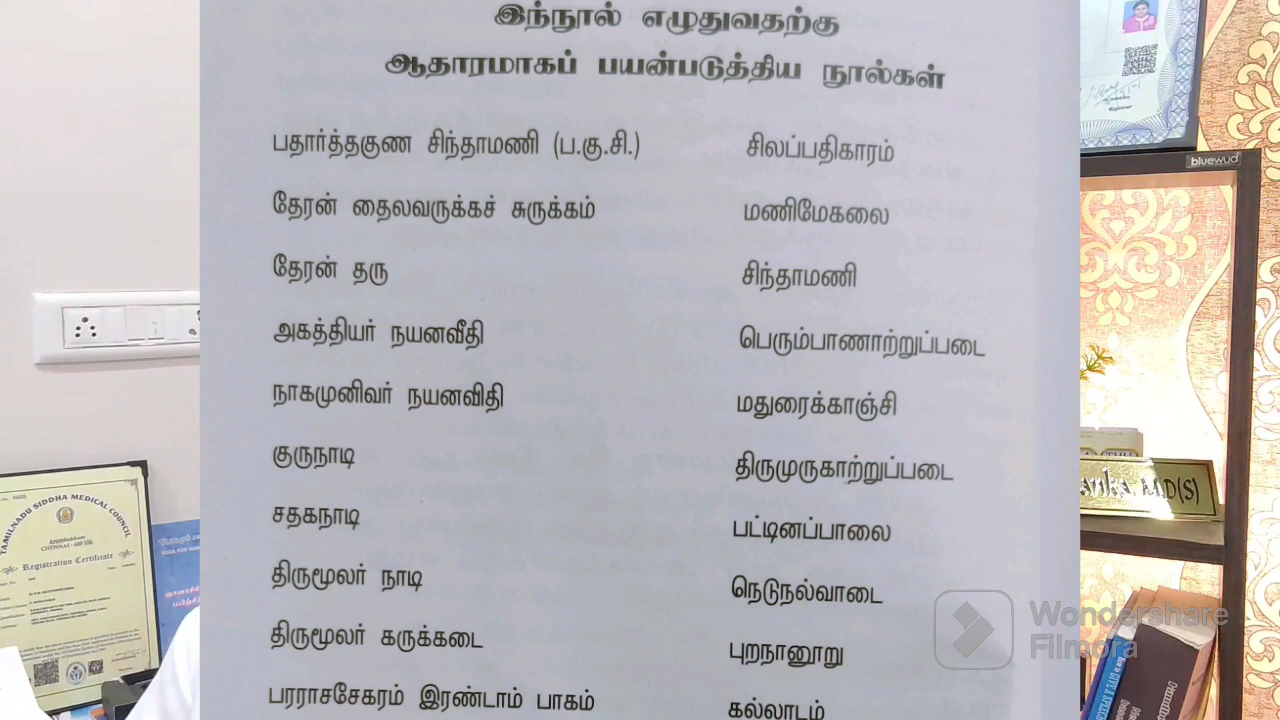 இந்நூல் எழுதுவதற்கு
ஆதாரமாகப் பயன்படுத்திய நூல்கள்
பதார்த்தகுண சிந்தாமணி (ப.கு.சி.)
தேரன் தைலவருக்கச் சுருக்கம்
தேரன் தரு
அகத்தியர் நயனவீதி
நாகமுனிவர் நயனவிதி
குருநாடி
சதகநாடி
திருமூலர் நாடி
திருமூலர் கருக்கடை
பரராசசேகரம் இரண்டாம் பாகம்
சிலப்பதிகாரம்
மணிமேகலை
சிந்தாமணி
பெரும்பாணாற்றுப்படை
மதுரைக்காஞ்சி
திருமுருகாற்றுப்படை
பட்டினப்பாலை
நெடுநல்வாடை
புறநானூறு
கல்லாடம்
bluewud
M.D(S)
TAMILNADU SIDDHA MEDICAL COUNCIL
Arumbakkam
Registration Certificate
Wondershare
Filmora